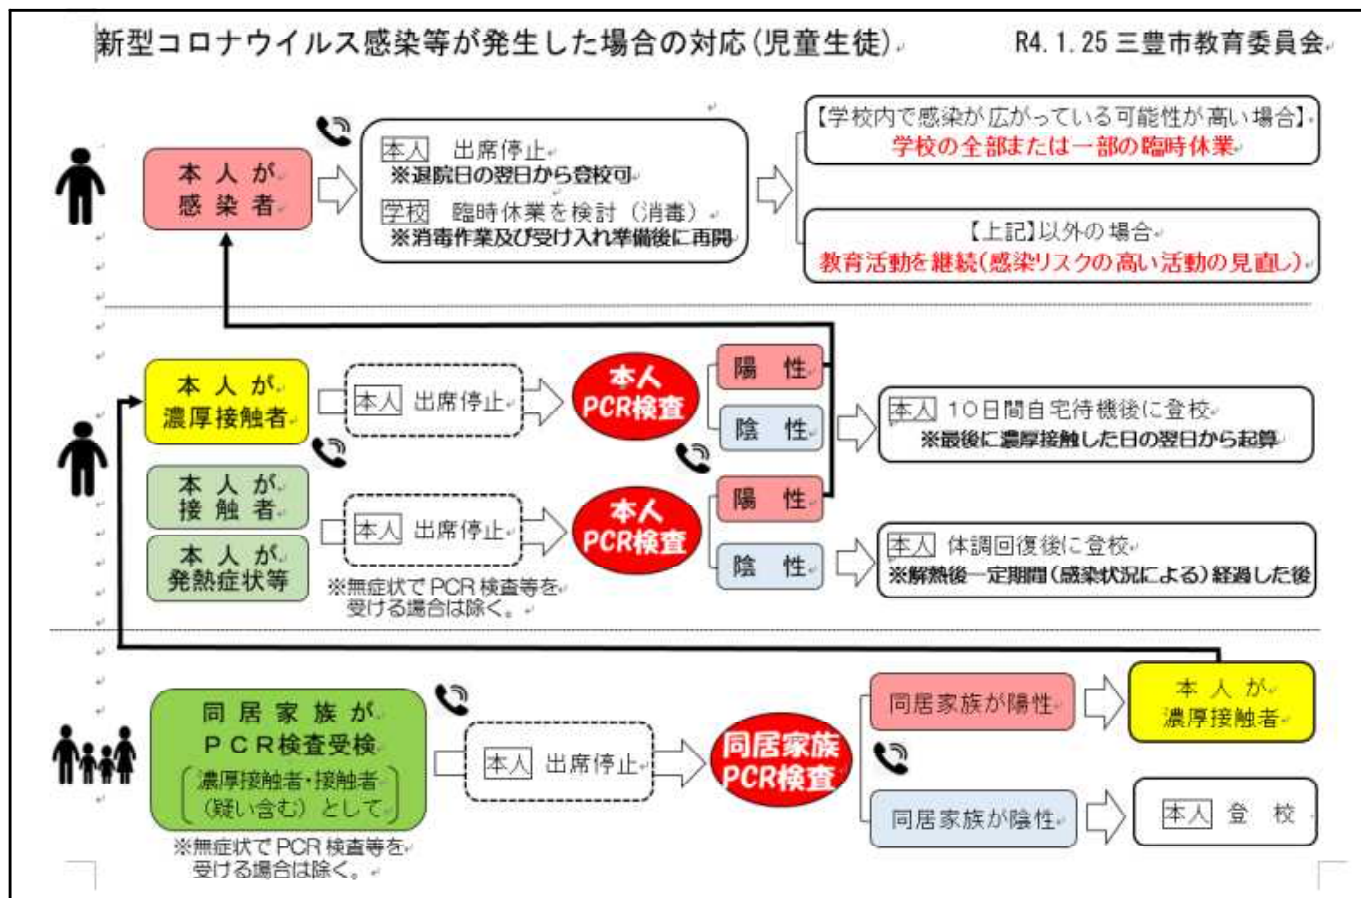 新型コロナウイルス感染等が発生した場合の対応(児童生徒)
R4.1.25 三豊市教育委員会
本人が
感染者
本人 出席停止
※退院日の翌日から登校可
学校 臨時休業を検討(消毒)
※消毒作業及び受け入れ準備後に再開
【学校内で感染が広がっている可能性が高い場合】
学校の全部または一部の臨時休業
【上記】以外の場合
教育活動を継続(感染リスクの高い活動の見直し)
本人が
濃厚接触者
本人 出席停止
本人
PCR検査
陽性
陰性
本人 10日間自宅待機後に登校
※最後に濃厚接触した日の翌日から起算
本人が
接触者
本人が
発熱症状等
本人 出席停止
※無症状でPCR検査等を
受ける場合は除く。
本人
PCR検査
陽性
陰性
本人 体調回復後に登校
※解熱後一定期間(感染状況による)経過した後
同居家族が
PCR検査受検
濃厚接触者・接触者
(疑い含む)として
※無症状でPCR検査等を
受ける場合は除く。
本人 出席停止
同居家族
PCR検査
同居家族が陽性
本人が
濃厚接触者
同居家族が陰性
本人 登校